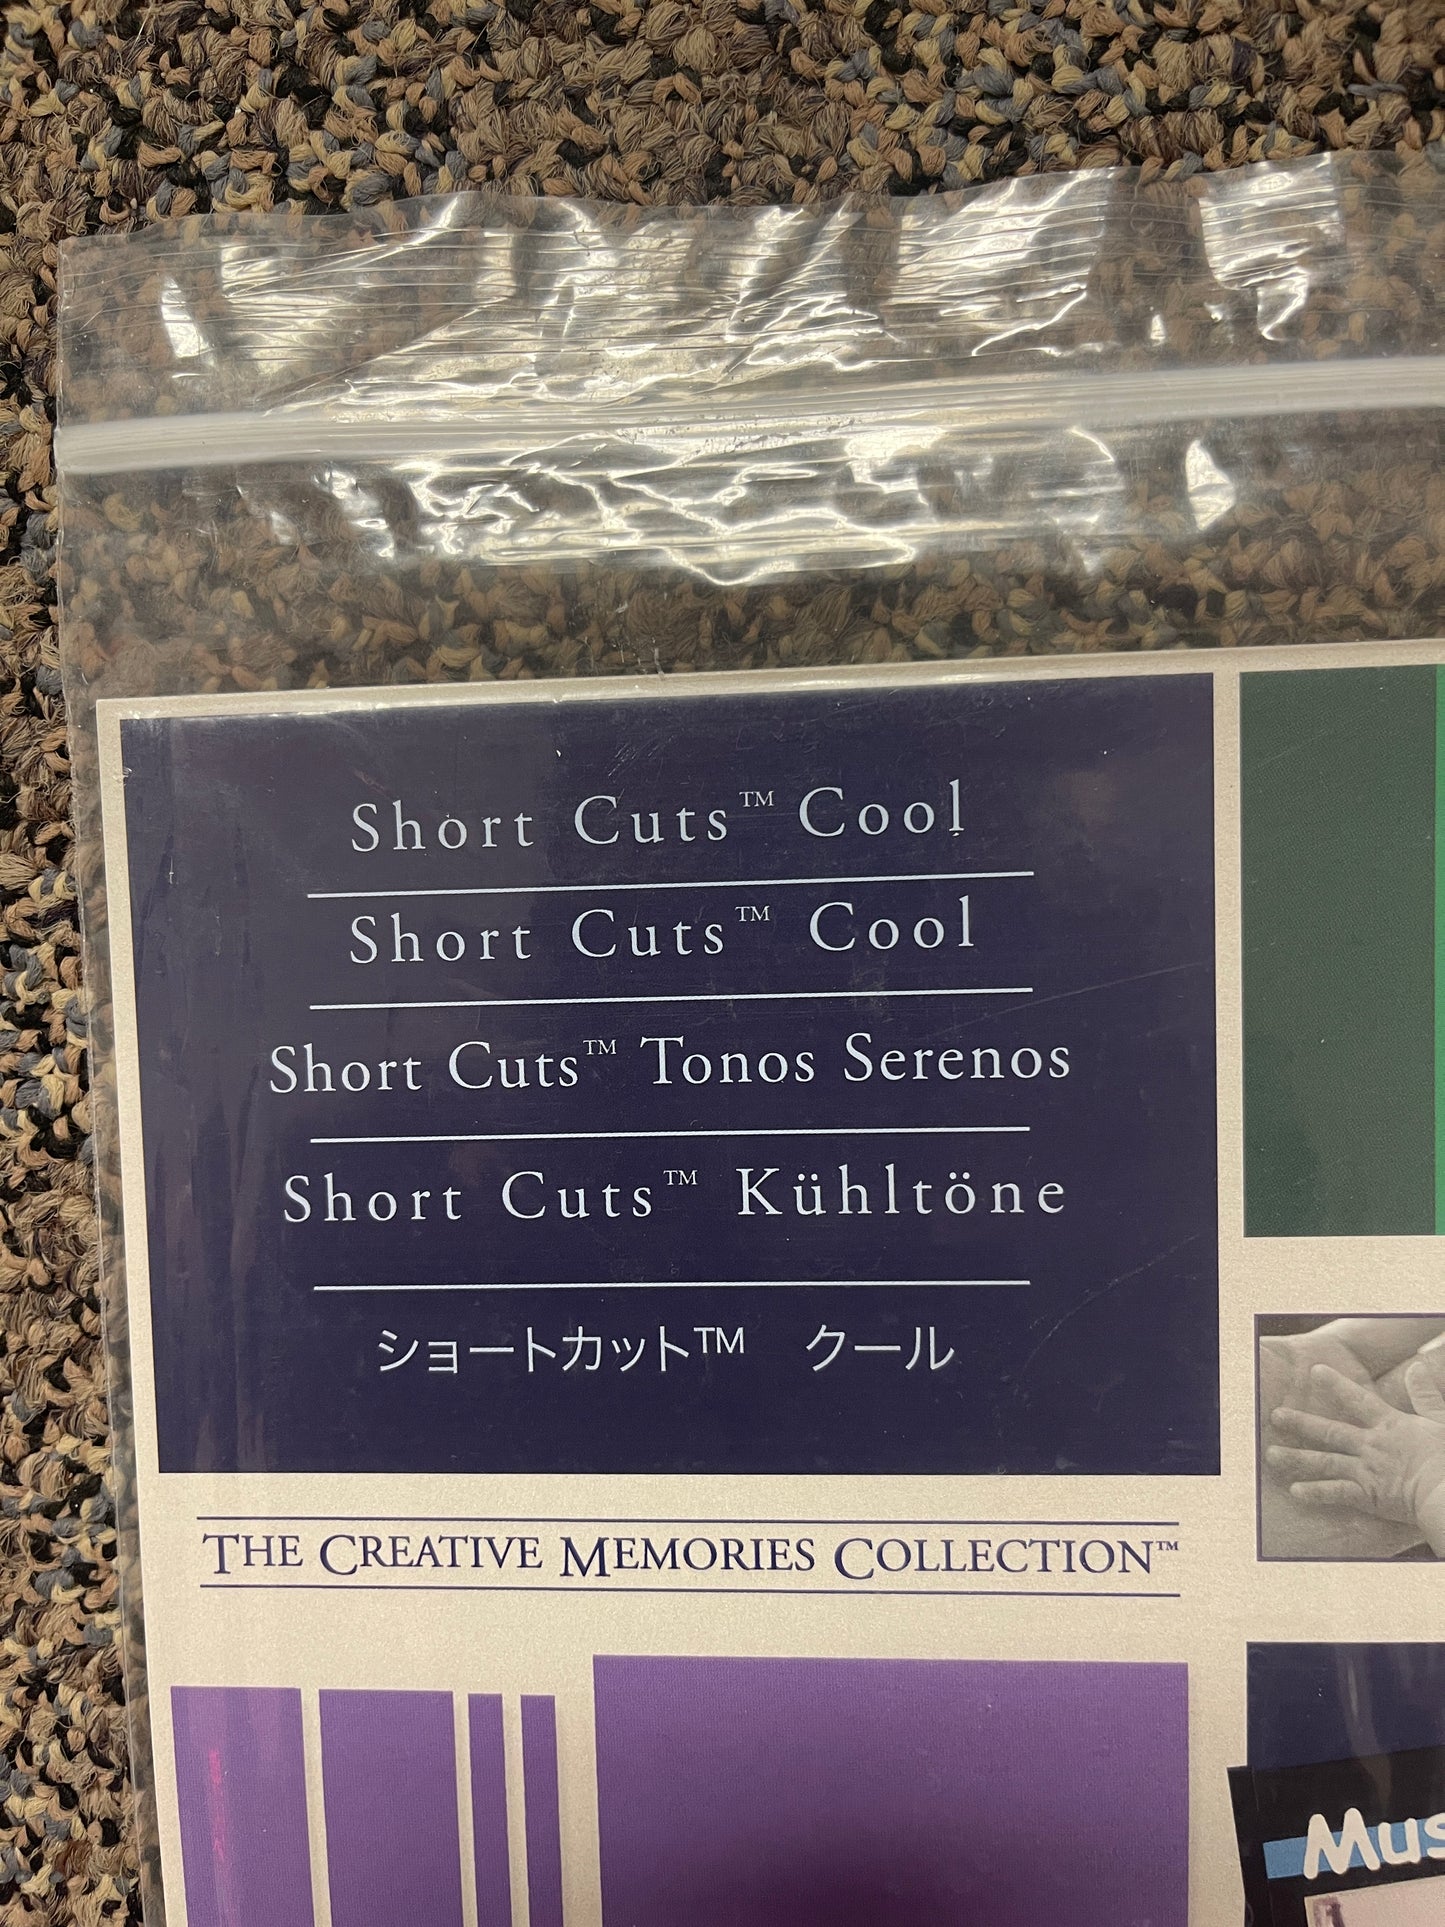 Short Cuts™ Cool
Short Cuts™ Cool
Short Cuts™ Tonos Serenos
Short Cuts™ Kühltöne
ショートカット™ クール
THE CREATIVE MEMORIES COLLECTION™